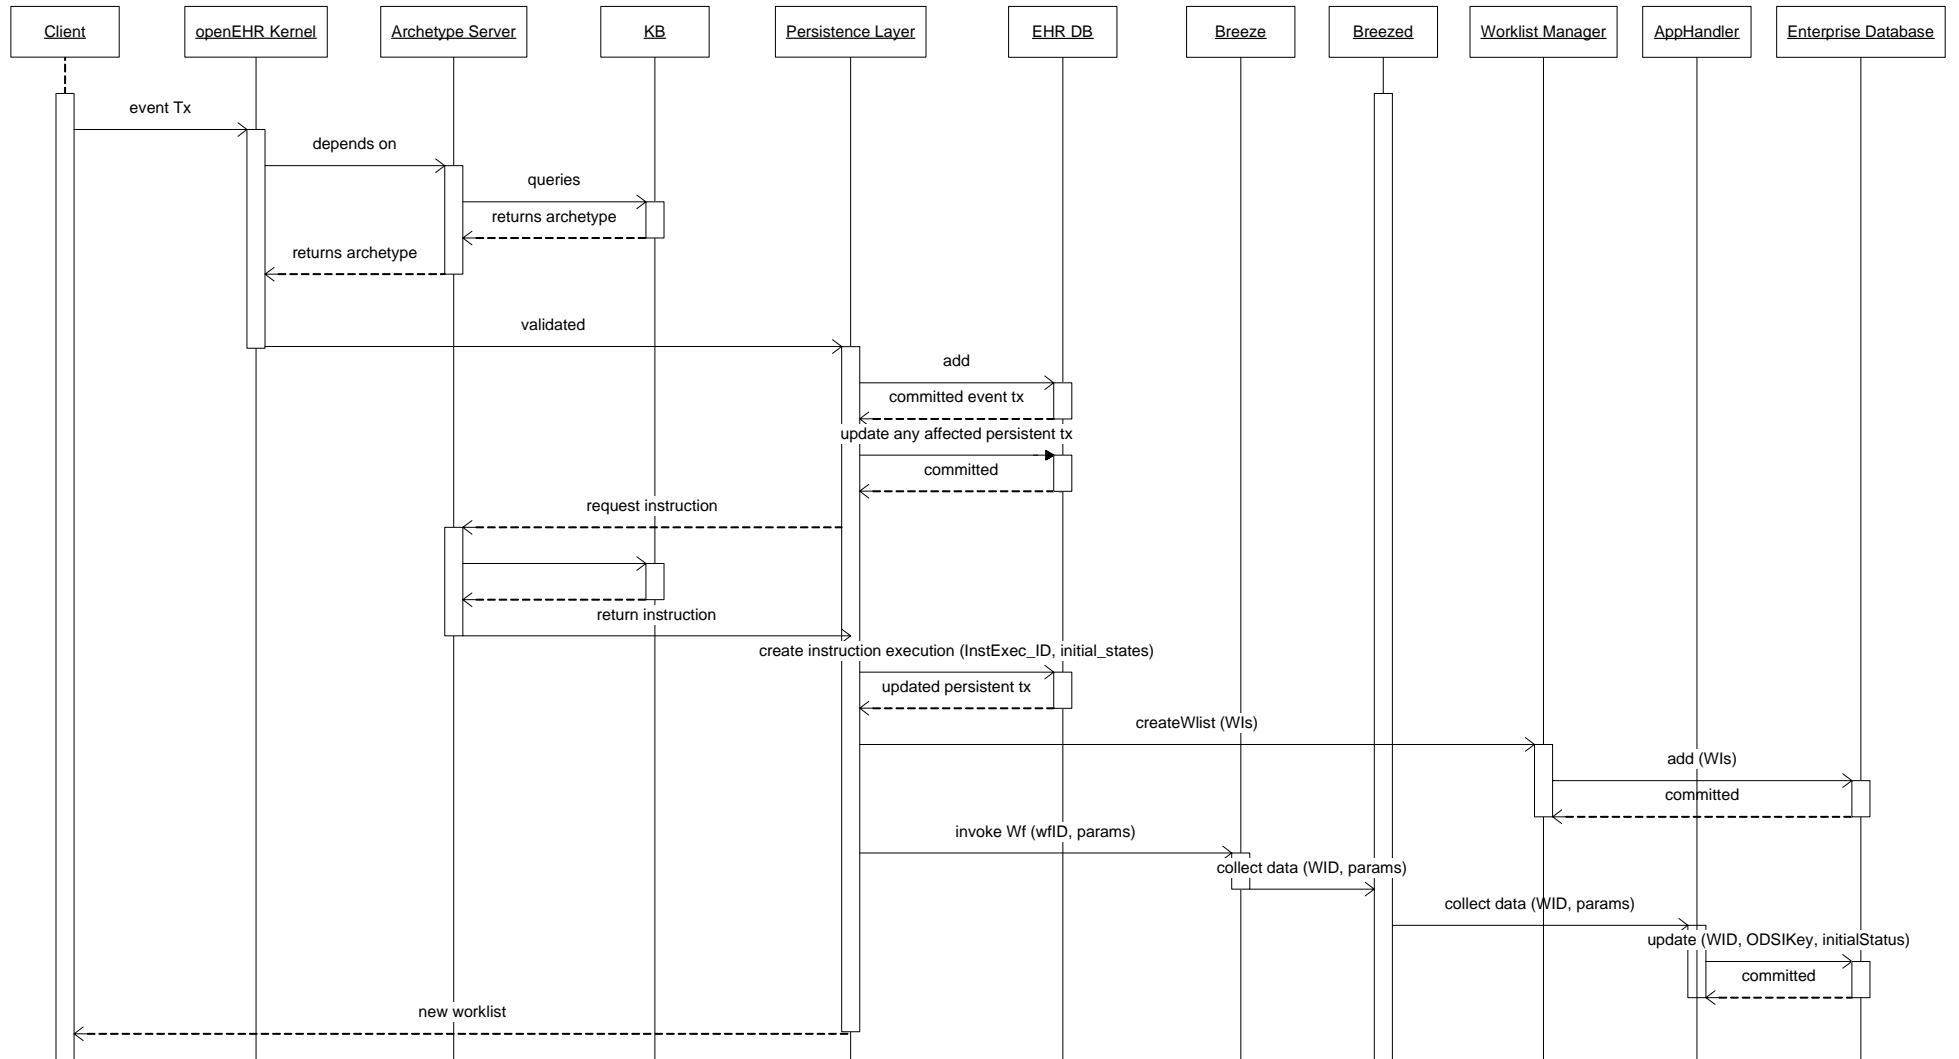 Client
openEHR Kernel
Archetype Server
KB
Persistence Layer
EHR DB
Breeze
Breezed
Worklist Manager
AppHandler
Enterprise Database
event Tx
depends on
queries
returns archetype
returns archetype
validated
add
committed event tx
update any affected persistent tx
committed
request instruction
return instruction
create instruction execution (InstExec_ID, initial_states)
updated persistent tx
createWlist (WIs)
add (WIs)
committed
invoke Wf (wfID, params)
collect data (WID, params)
collect data (WID, params)
update (WID, ODSIKey, initialStatus)
committed
new worklist